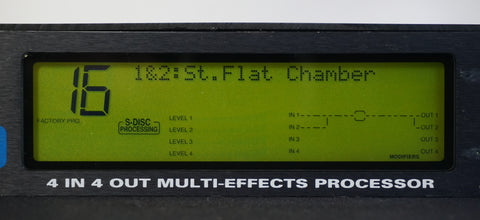 16 1&2:St.Flat Chamber
FACTORY PRG.
S-DISC
PROCESSING
LEVEL 1
LEVEL 2
LEVEL 3
LEVEL 4
IN 1 OUT 1
IN 2 OUT 2
IN 3 OUT 3
IN 4 OUT 4
MODIFIERS
4 IN 4 OUT MULTI-EFFECTS PROCESSOR